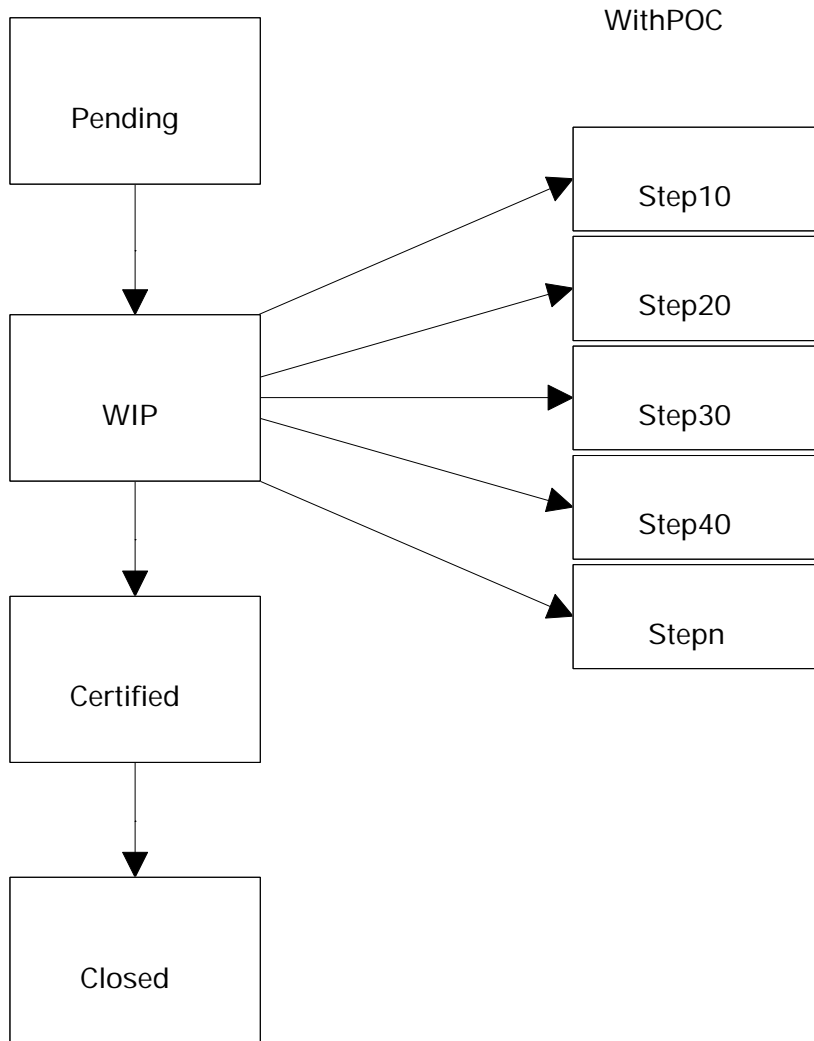 WithPOC
Pending
Step10
Step20
WIP
Step30
Step40
Stepn
Certified
Closed